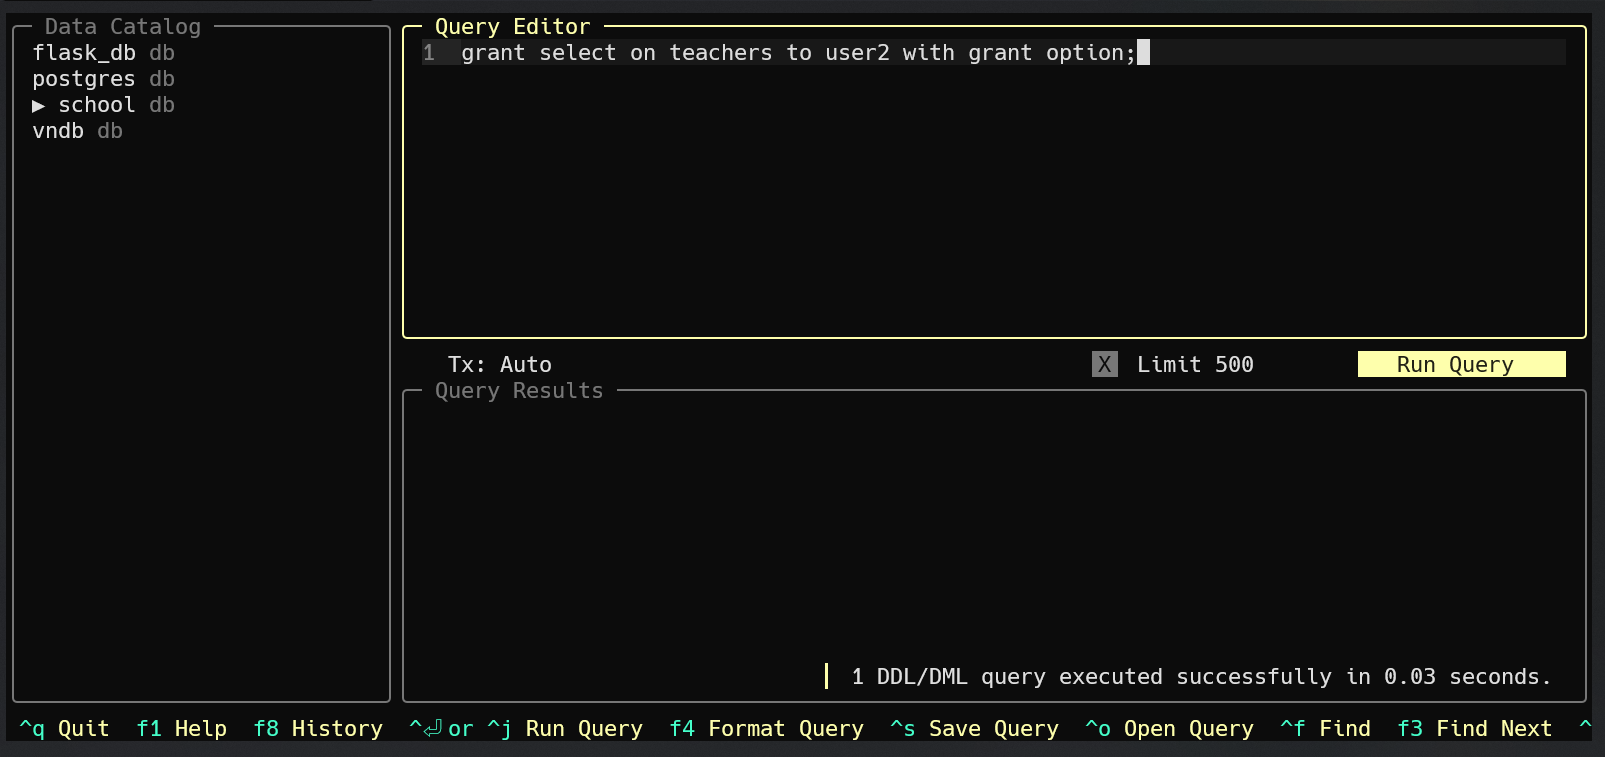 Data Catalog
flask_db db
postgres db
▶ school db
vndb db
Query Editor
1 grant select on teachers to user2 with grant option;
Tx: Auto
X Limit 500
Run Query
Query Results
1 DDL/DML query executed successfully in 0.03 seconds.
^q Quit f1 Help f8 History ^⏎ or ^j Run Query f4 Format Query ^s Save Query ^o Open Query ^f Find f3 Find Next ^